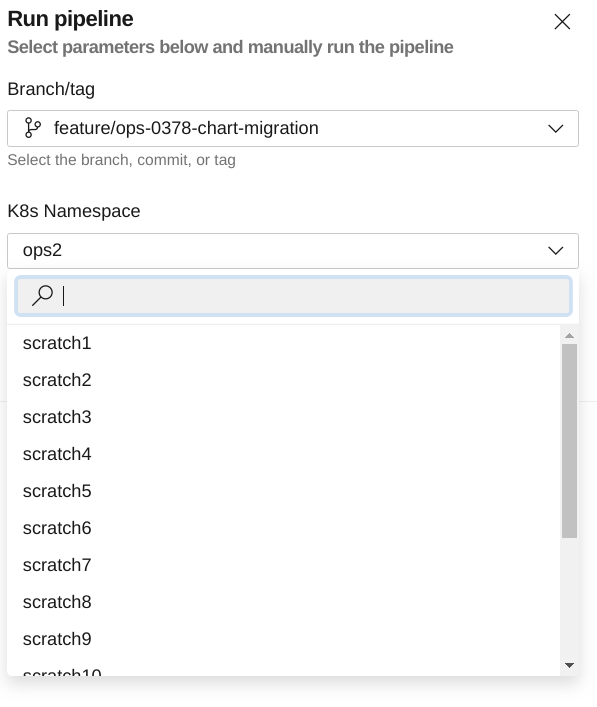 Run pipeline
Select parameters below and manually run the pipeline
Branch/tag
feature/ops-0378-chart-migration
Select the branch, commit, or tag
K8s Namespace
ops2
scratch1
scratch2
scratch3
scratch4
scratch5
scratch6
scratch7
scratch8
scratch9
scratch10